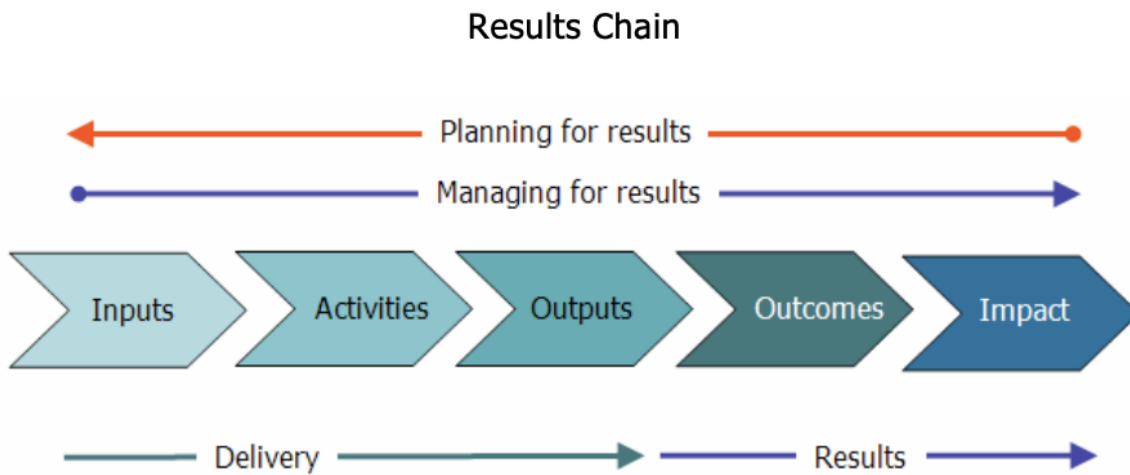 Results Chain
Planning for results
Managing for results
Inputs Activities Outputs Outcomes Impact
Delivery Results